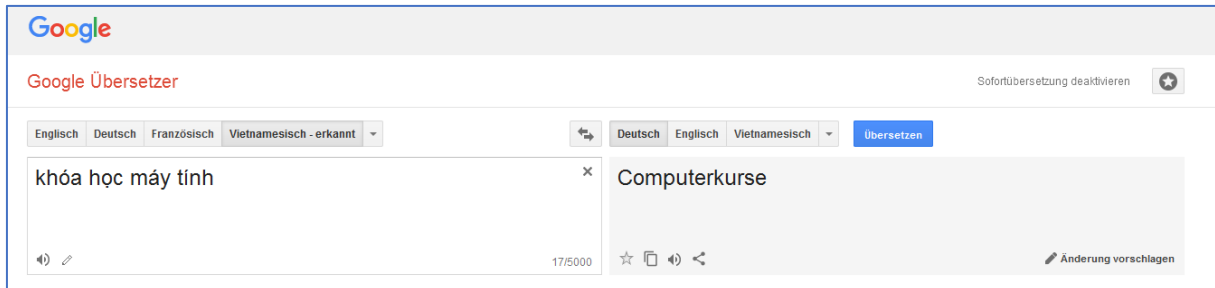 Google
Google Übersetzer
Sofortübersetzung deaktivieren
Englisch Deutsch Französisch Vietnamesisch - erkannt
Deutsch Englisch Vietnamesisch Übersetzen
khóa học máy tính
Computerkurse
17/5000
Änderung vorschlagen